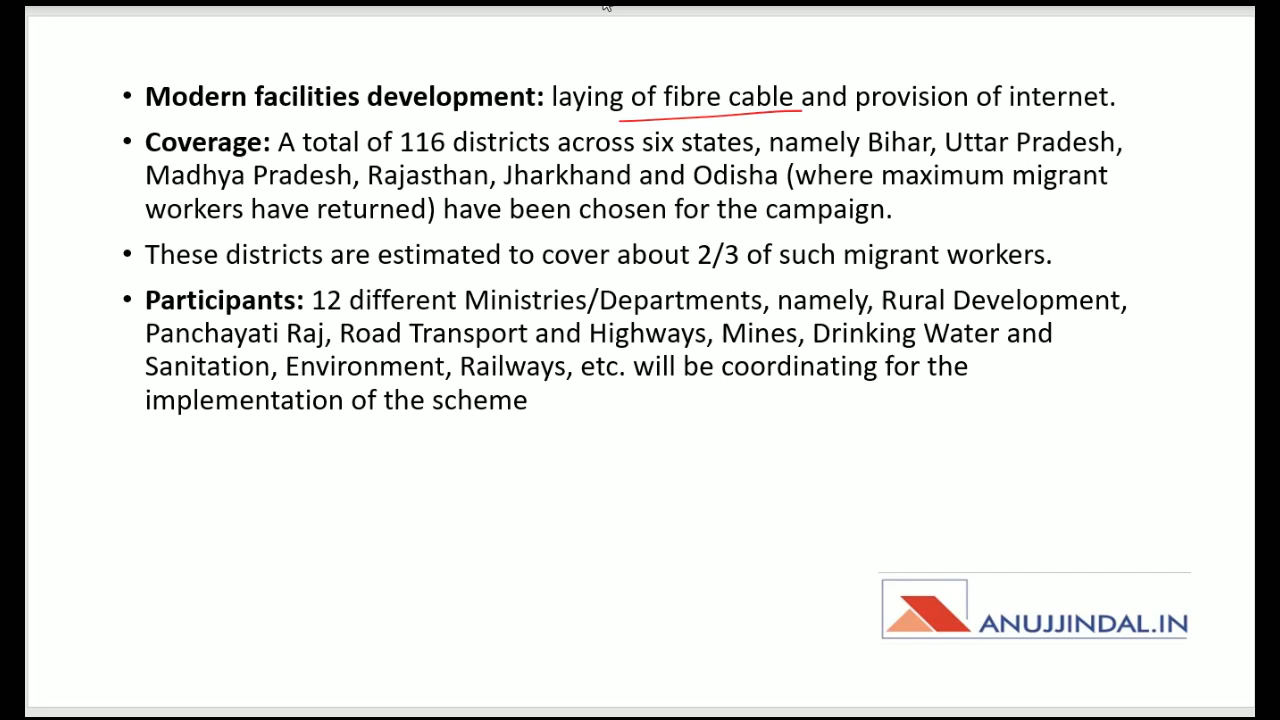 • Modern facilities development: laying of fibre cable and provision of internet.
• Coverage: A total of 116 districts across six states, namely Bihar, Uttar Pradesh,
Madhya Pradesh, Rajasthan, Jharkhand and Odisha (where maximum migrant
workers have returned) have been chosen for the campaign.
• These districts are estimated to cover about 2/3 of such migrant workers.
• Participants: 12 different Ministries/Departments, namely, Rural Development,
Panchayati Raj, Road Transport and Highways, Mines, Drinking Water and
Sanitation, Environment, Railways, etc. will be coordinating for the
implementation of the scheme
ANUJJINDAL.IN